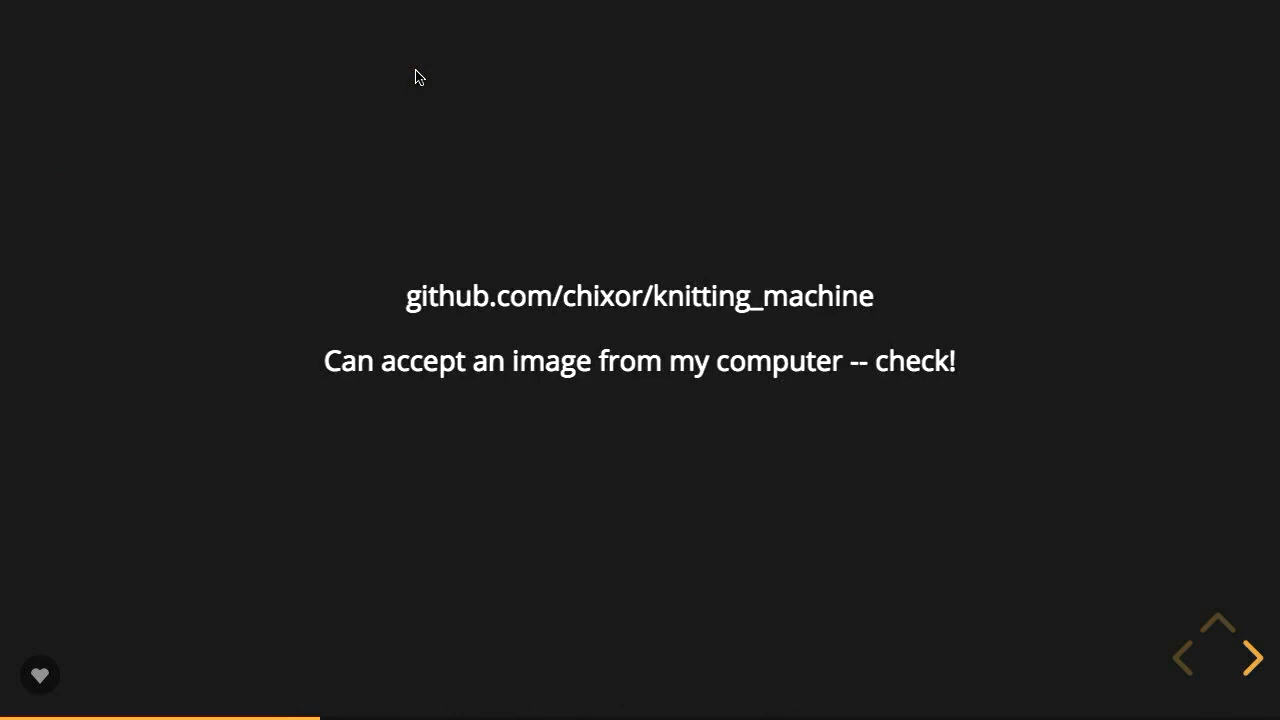 github.com/chixor/knitting_machine
Can accept an image from my computer -- check!